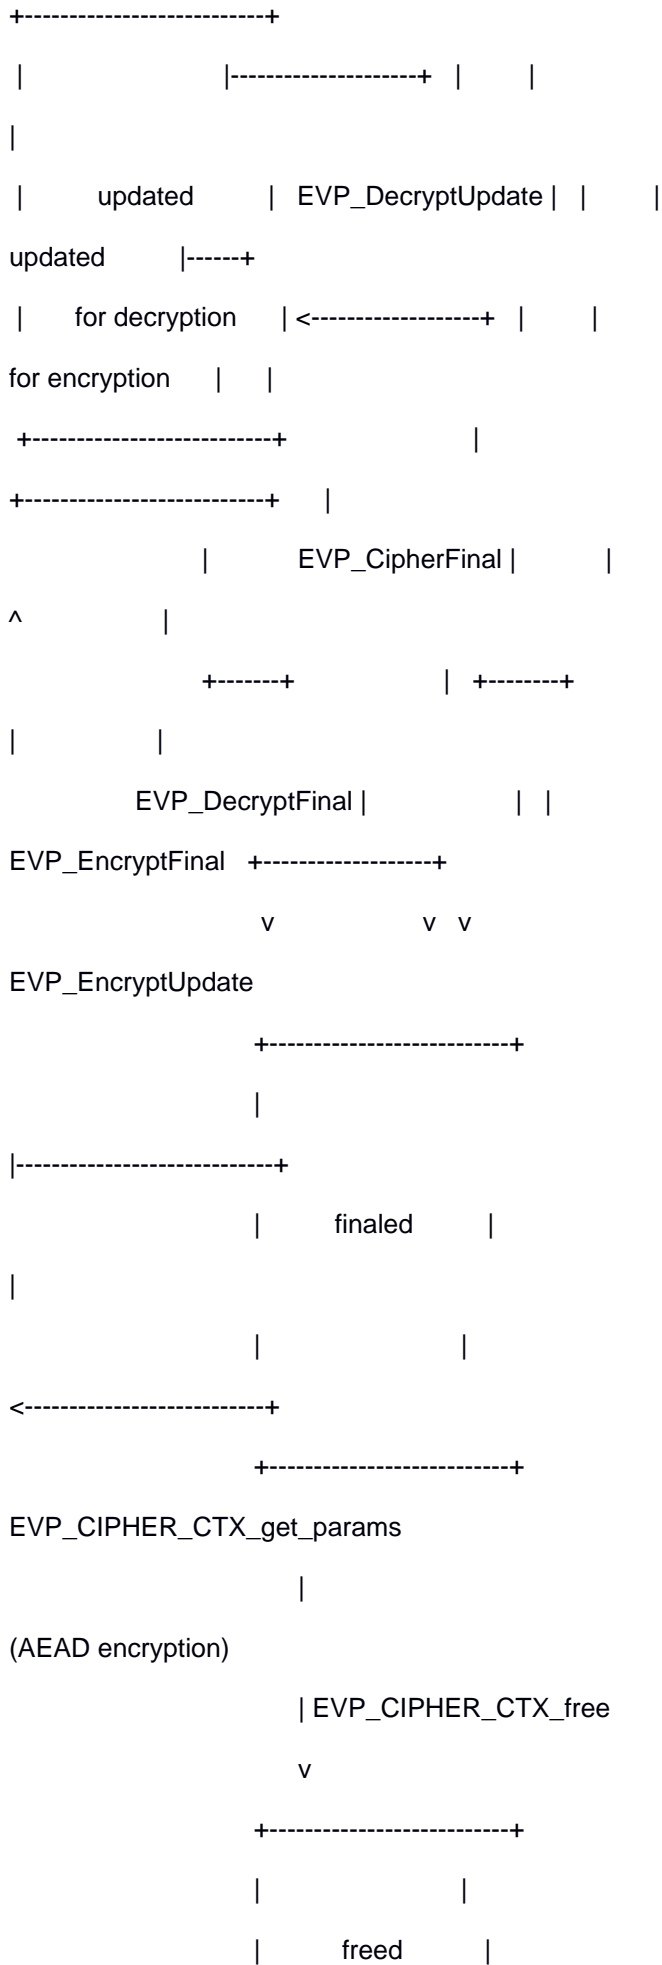 +---------------------------+
|                           |---------------------+   |         |
|
|          updated          |   EVP_DecryptUpdate |   |         |
updated          |------+
|       for decryption      | <-------------------+   |         |
for encryption       |      |
+---------------------------+                         |
+---------------------------+      |
|            EVP_CipherFinal |            |
^                  |
+-------+                    |   +--------+
|                  |
EVP_DecryptFinal |                    |   |
EVP_EncryptFinal   +-------------------+
v                    v   v
EVP_EncryptUpdate
+---------------------------+
|
|-----------------------------+
|          finaled          |
|
|                           |
<---------------------------+
+---------------------------+
EVP_CIPHER_CTX_get_params
|
(AEAD encryption)
| EVP_CIPHER_CTX_free
v
+---------------------------+
|                           |
|           freed           |